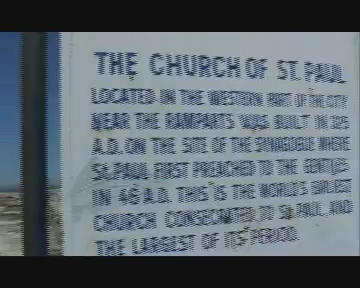 THE CHURCH OF ST. PAUL
LOCATED IN THE WESTERN PART OF THE CITY
NEAR THE RAMPARTS WAS BUILT IN 325
A.D. ON THE SITE OF THE SYNAGOGUE WHERE
St. PAUL FIRST PREACHED TO THE GENTILES
IN 46 A.D. THIS IS THE WORLD'S EARLIEST
CHURCH CONSECRATED TO St. PAUL, AND
THE LARGEST OF ITS PERIOD.